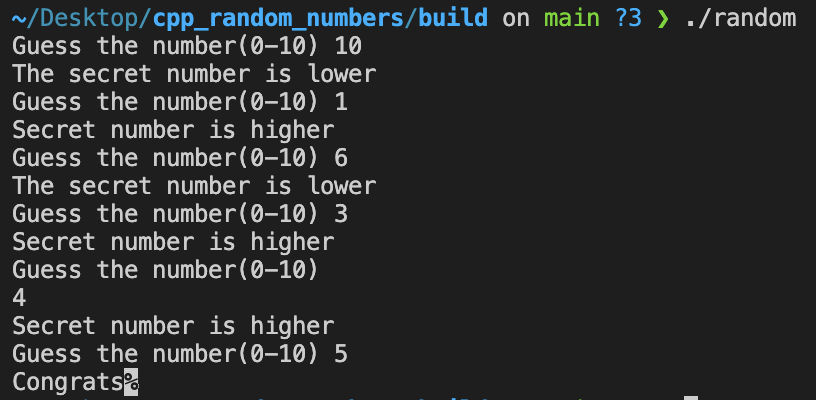 ~/Desktop/cpp_random_numbers/build on main ?3 ❯ ./random
Guess the number(0-10) 10
The secret number is lower
Guess the number(0-10) 1
Secret number is higher
Guess the number(0-10) 6
The secret number is lower
Guess the number(0-10) 3
Secret number is higher
Guess the number(0-10)
4
Secret number is higher
Guess the number(0-10) 5
Congrats%